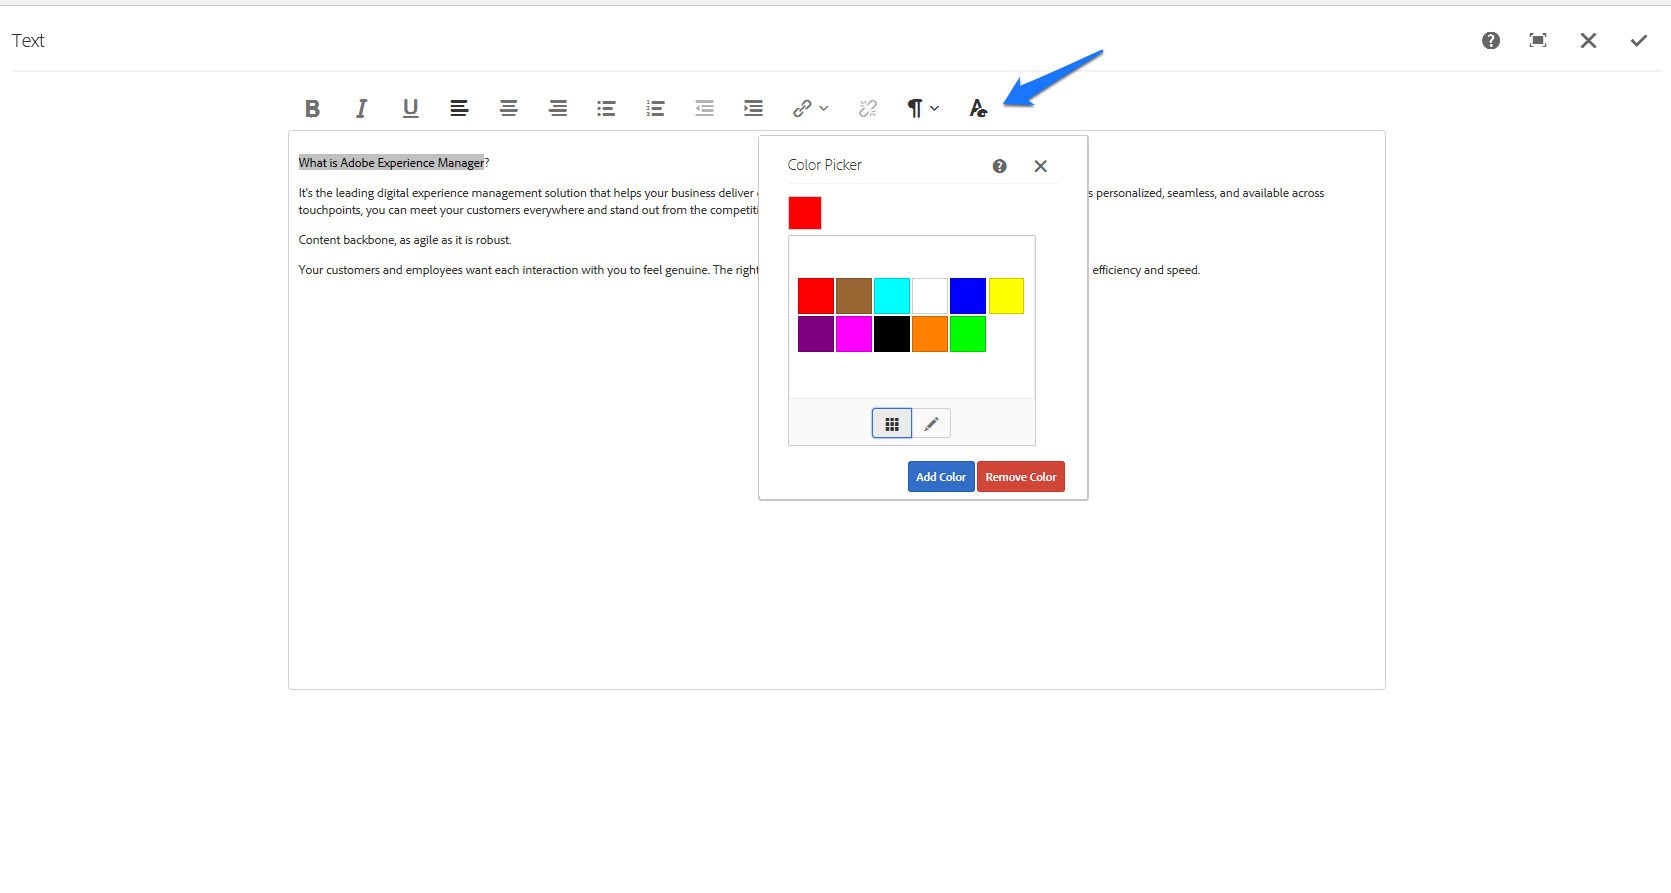 Text
What is Adobe Experience Manager?
It's the leading digital experience management solution that helps your business deliver
s personalized, seamless, and available across
touchpoints, you can meet your customers everywhere and stand out from the competiti
Content backbone, as agile as it is robust.
Your customers and employees want each interaction with you to feel genuine. The right
efficiency and speed.
Color Picker
Add Color
Remove Color